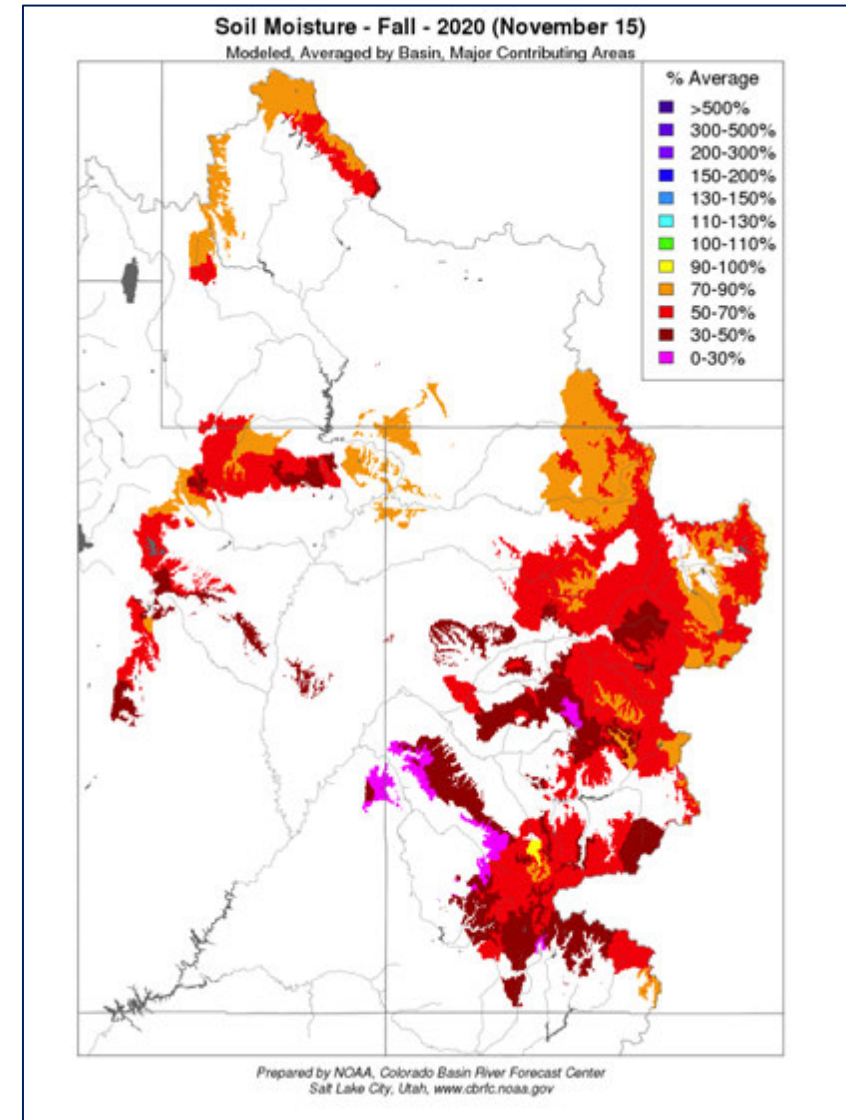 Soil Moisture - Fall - 2020 (November 15)
Modeled, Averaged by Basin, Major Contributing Areas
% Average
>500%
300-500%
200-300%
150-200%
130-150%
110-130%
100-110%
90-100%
70-90%
50-70%
30-50%
0-30%
Prepared by NOAA, Colorado Basin River Forecast Center
Salt Lake City, Utah, www.cbrfc.noaa.gov